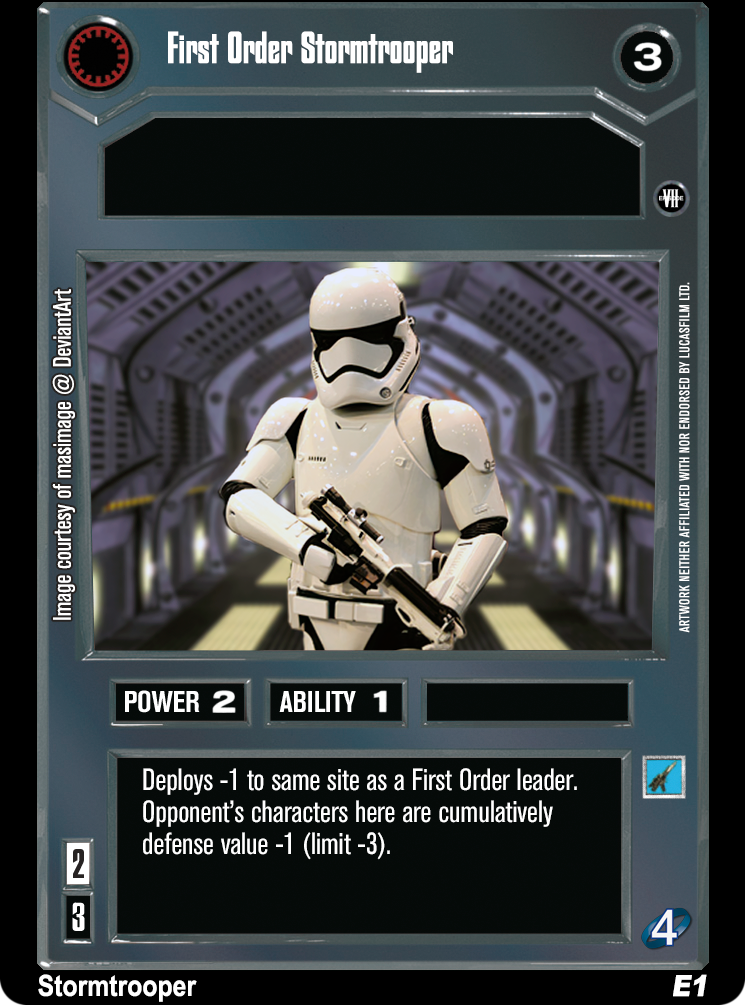 First Order Stormtrooper
3
EPISODE VII
Image courtesy of masimage @ DeviantArt
ARTWORK NEITHER AFFILIATED WITH NOR ENDORSED BY LUCASFILM LTD.
POWER 2
ABILITY 1
Deploys -1 to same site as a First Order leader.
Opponent's characters here are cumulatively
defense value -1 (limit -3).
2
3
4
Stormtrooper
E1